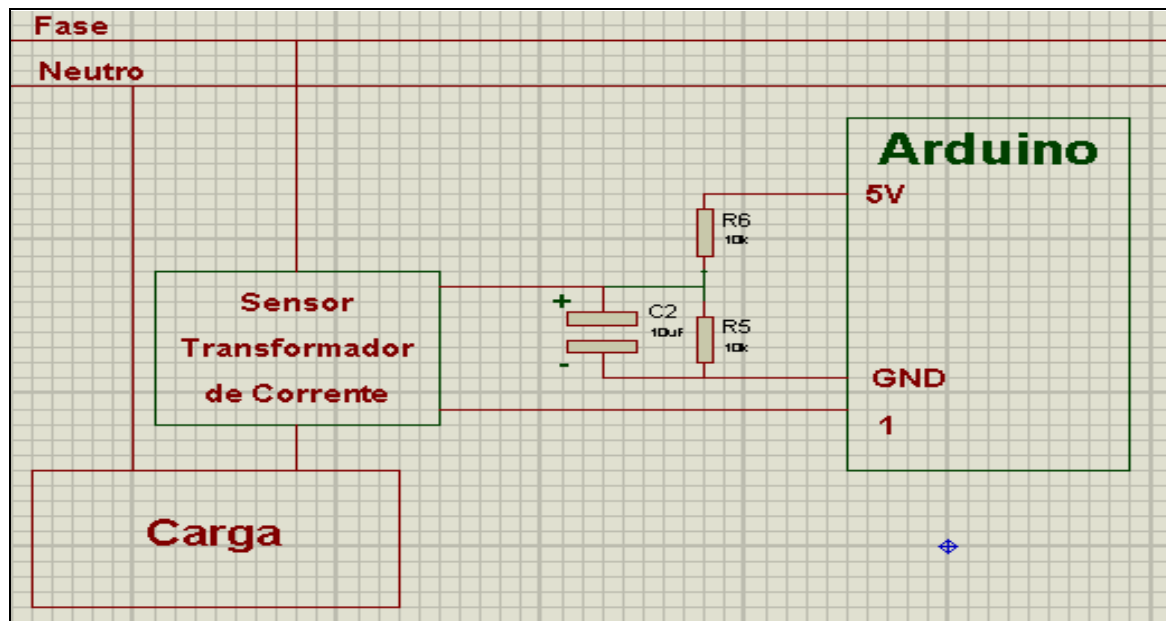 Fase
Neutro
Arduino
5V
R6
10k
Sensor
Transformador
de Corrente
+
C2
10uF
-
R5
10k
GND
1
Carga